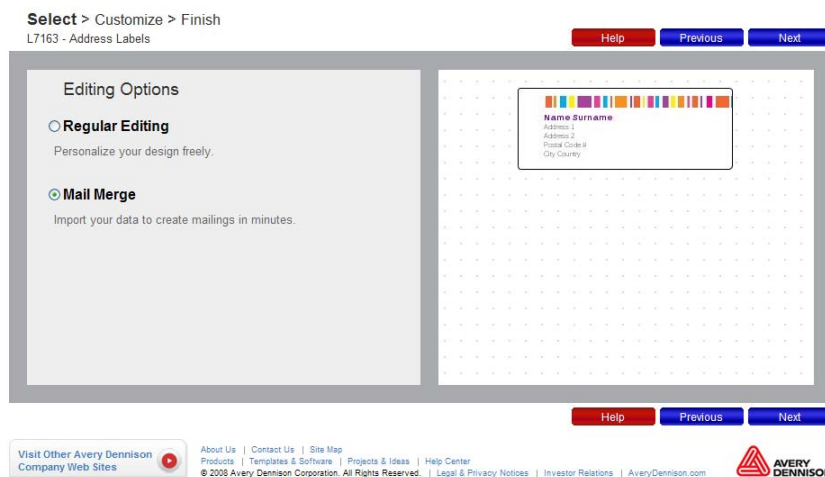 Select > Customize > Finish
L7163 - Address Labels
Help Previous Next
Editing Options
Regular Editing
Personalize your design freely.
Mail Merge
Import your data to create mailings in minutes.
Name Surname
Address 1
Address 2
Postal Code #
City Country
Help Previous Next
Visit Other Avery Dennison
Company Web Sites
About Us | Contact Us | Site Map
Products | Templates & Software | Projects & Ideas | Help Center
© 2008 Avery Dennison Corporation. All Rights Reserved. | Legal & Privacy Notices | Investor Relations | AveryDennison.com
AVERY
DENNISON